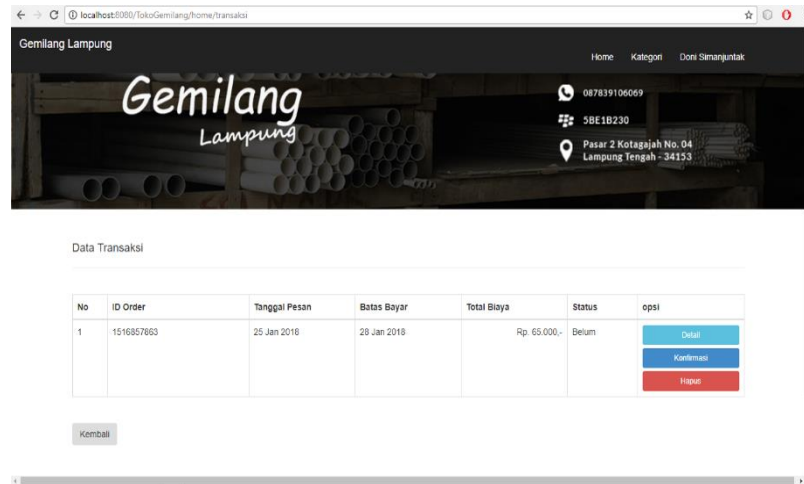 localhost:8080/TokoGemilang/home/transaksi
Gemilang Lampung
Home Kategori Doni Simanjuntak
Gemilang
Lampung
087839106069
5BE1B230
Pasar 2 Kotagajah No. 04
Lampung Tengah - 34153
Data Transaksi
No ID Order Tanggal Pesan Batas Bayar Total Biaya Status opsi
1 1516857863 25 Jan 2018 28 Jan 2018 Rp. 65.000,- Belum Detail
Konfirmasi
Hapus
Kembali